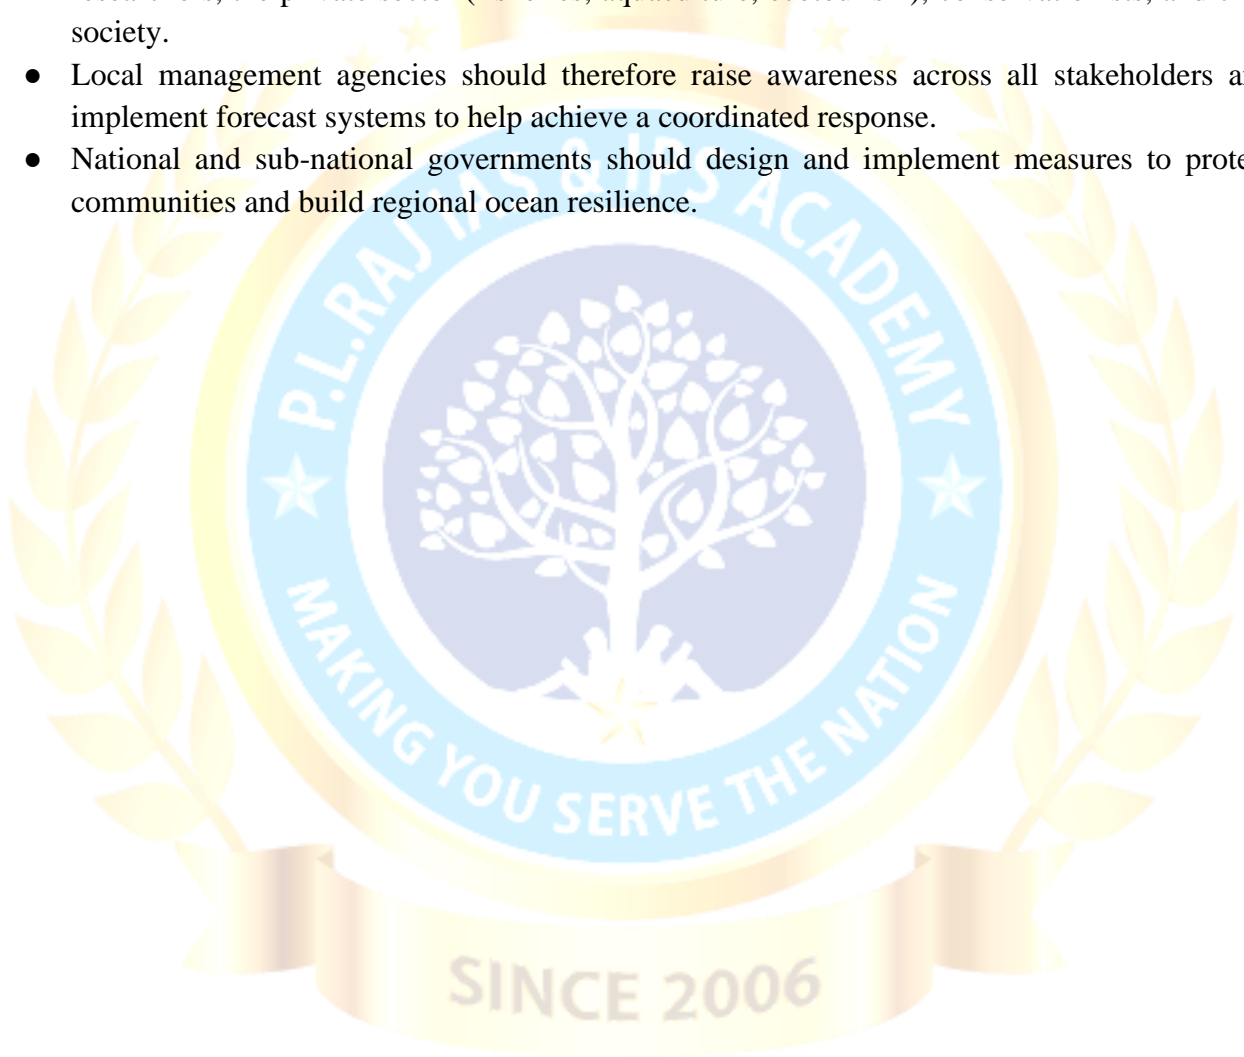 society.
● Local management agencies should therefore raise awareness across all stakeholders
implement forecast systems to help achieve a coordinated response.
● National and sub-national governments should design and implement measures to
communities and build regional ocean resilience.
P.L.RAJ IAS & IPS ACADEMY
MAKING YOU SERVE THE NATION
SINCE 2006